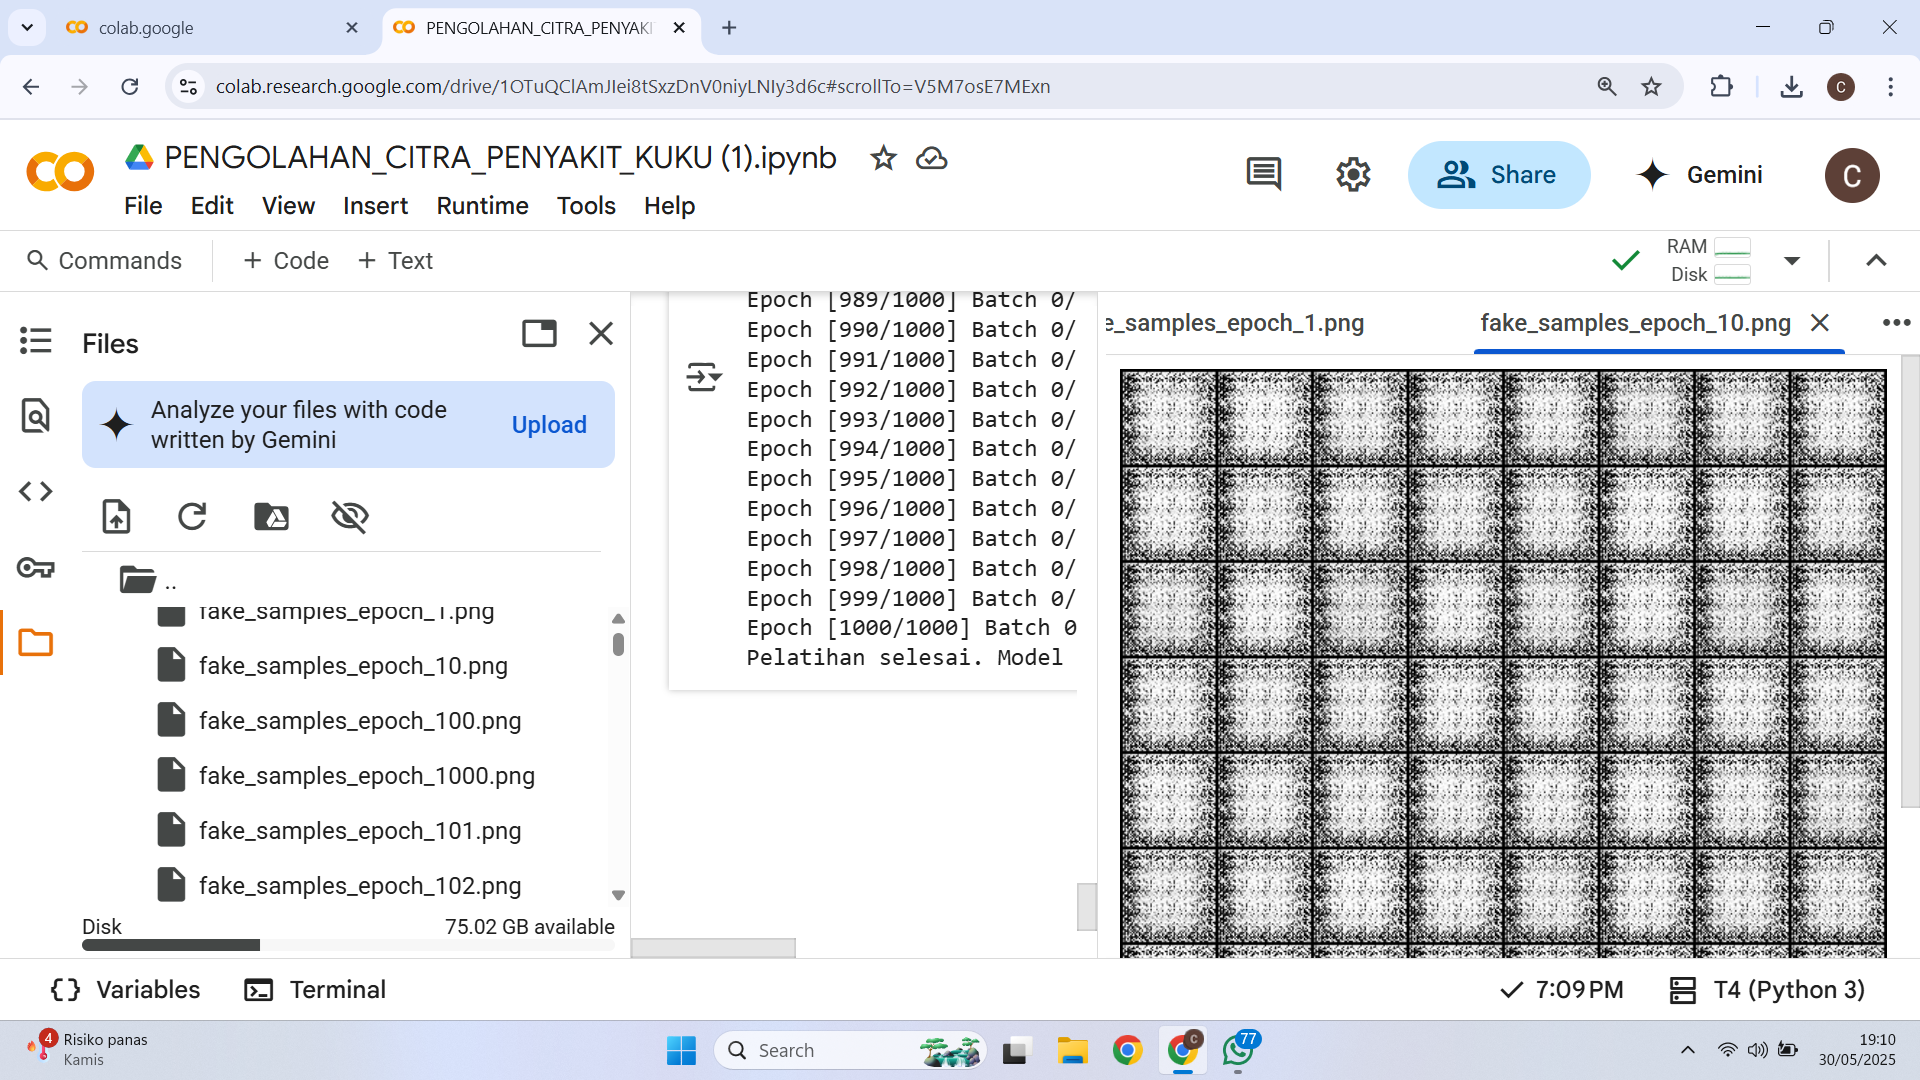 colab.google
PENGOLAHAN_CITRA_PENYAKI
colab.research.google.com/drive/1OTuQClAmJIei8tSxzDnV0niyLNIy3d6c#scrollTo=V5M7osE7MExn
C
PENGOLAHAN_CITRA_PENYAKIT_KUKU (1).ipynb
File Edit View Insert Runtime Tools Help
Share
Gemini
C
Commands
+ Code + Text
RAM
Disk
Files
Analyze your files with code
written by Gemini
Upload
..
fake_samples_epoch_1.png
fake_samples_epoch_10.png
fake_samples_epoch_100.png
fake_samples_epoch_1000.png
fake_samples_epoch_101.png
fake_samples_epoch_102.png
Disk 75.02 GB available
Epoch [989/1000] Batch 0/
Epoch [990/1000] Batch 0/
Epoch [991/1000] Batch 0/
Epoch [992/1000] Batch 0/
Epoch [993/1000] Batch 0/
Epoch [994/1000] Batch 0/
Epoch [995/1000] Batch 0/
Epoch [996/1000] Batch 0/
Epoch [997/1000] Batch 0/
Epoch [998/1000] Batch 0/
Epoch [999/1000] Batch 0/
Epoch [1000/1000] Batch 0
Pelatihan selesai. Model
e_samples_epoch_1.png
fake_samples_epoch_10.png
Variables
Terminal
7:09 PM
T4 (Python 3)
4
Risiko panas
Kamis
Search
C
77
19:10
30/05/2025